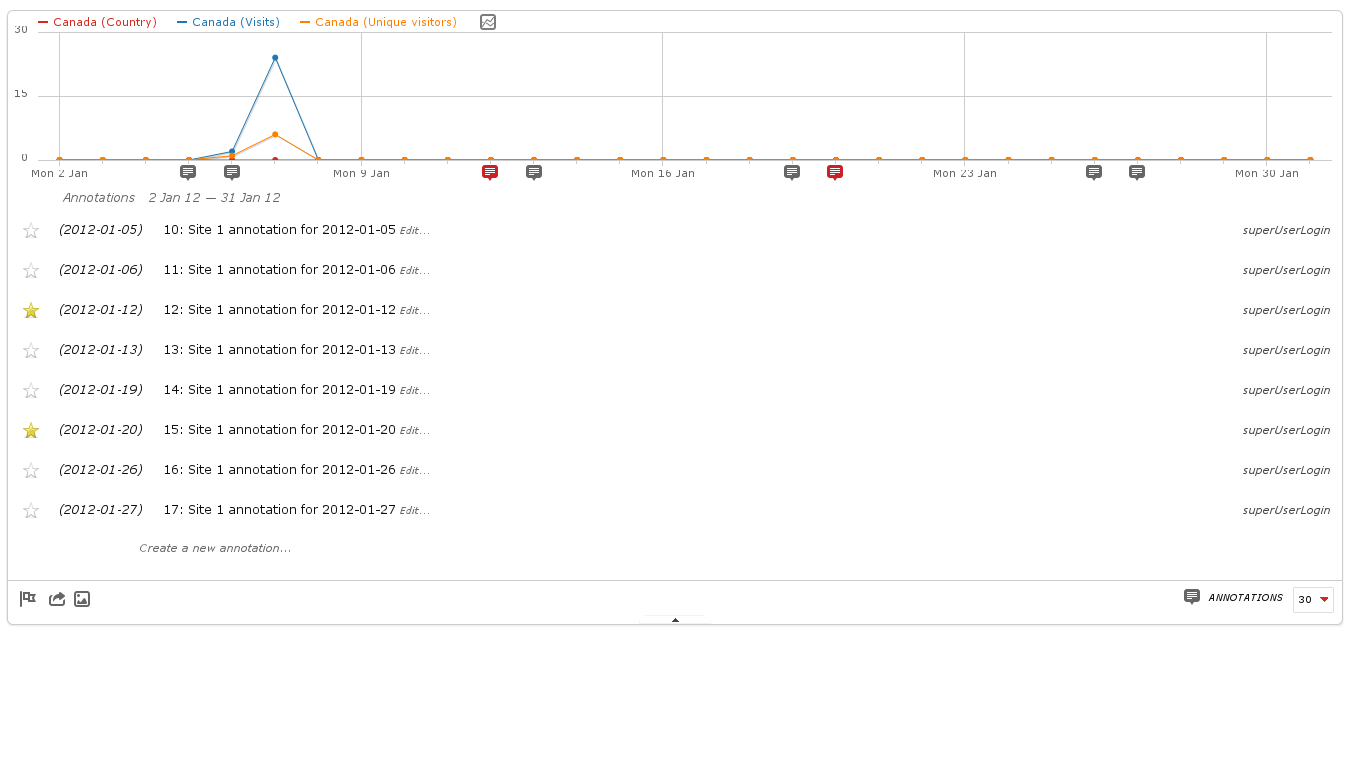 Canada (Country) Canada (Visits) Canada (Unique visitors)
30
15
0
Mon 2 Jan Mon 9 Jan Mon 16 Jan Mon 23 Jan Mon 30 Jan
Annotations 2 Jan 12 — 31 Jan 12
(2012-01-05) 10: Site 1 annotation for 2012-01-05 Edit... superUserLogin
(2012-01-06) 11: Site 1 annotation for 2012-01-06 Edit... superUserLogin
(2012-01-12) 12: Site 1 annotation for 2012-01-12 Edit... superUserLogin
(2012-01-13) 13: Site 1 annotation for 2012-01-13 Edit... superUserLogin
(2012-01-19) 14: Site 1 annotation for 2012-01-19 Edit... superUserLogin
(2012-01-20) 15: Site 1 annotation for 2012-01-20 Edit... superUserLogin
(2012-01-26) 16: Site 1 annotation for 2012-01-26 Edit... superUserLogin
(2012-01-27) 17: Site 1 annotation for 2012-01-27 Edit... superUserLogin
Create a new annotation...
ANNOTATIONS 30